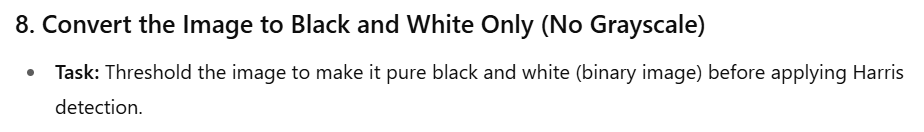 8. Convert the Image to Black and White Only (No Grayscale)
• Task: Threshold the image to make it pure black and white (binary image) before applying Harris
detection.